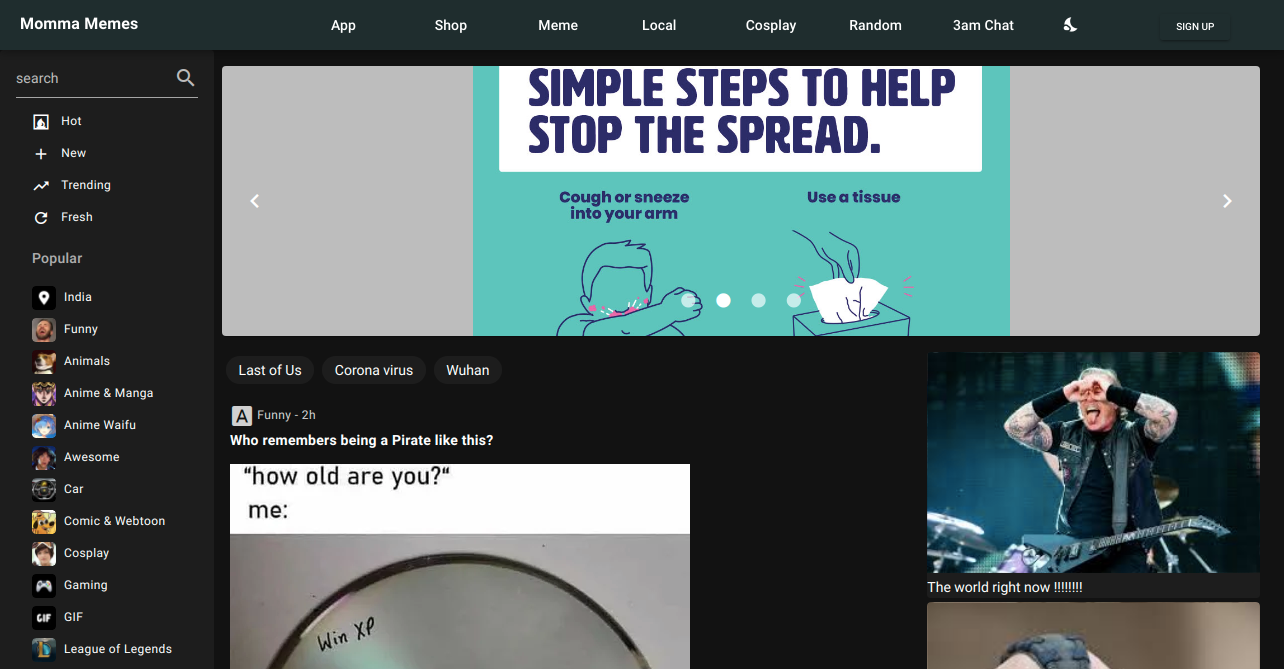 Momma Memes
App
Shop
Meme
Local
Cosplay
Random
3am Chat
SIGN UP
search
Hot
New
Trending
Fresh
Popular
India
Funny
Animals
Anime & Manga
Anime Waifu
Awesome
Car
Comic & Webtoon
Cosplay
Gaming
GIF
GIF
League of Legends
SIMPLE STEPS TO HELP
STOP THE SPREAD.
Cough or sneeze
into your arm
Use a tissue
Last of Us
Corona virus
Wuhan
A
Funny - 2h
Who remembers being a Pirate like this?
"how old are you?"
me:
Win XP
The world right now !!!!!!!!